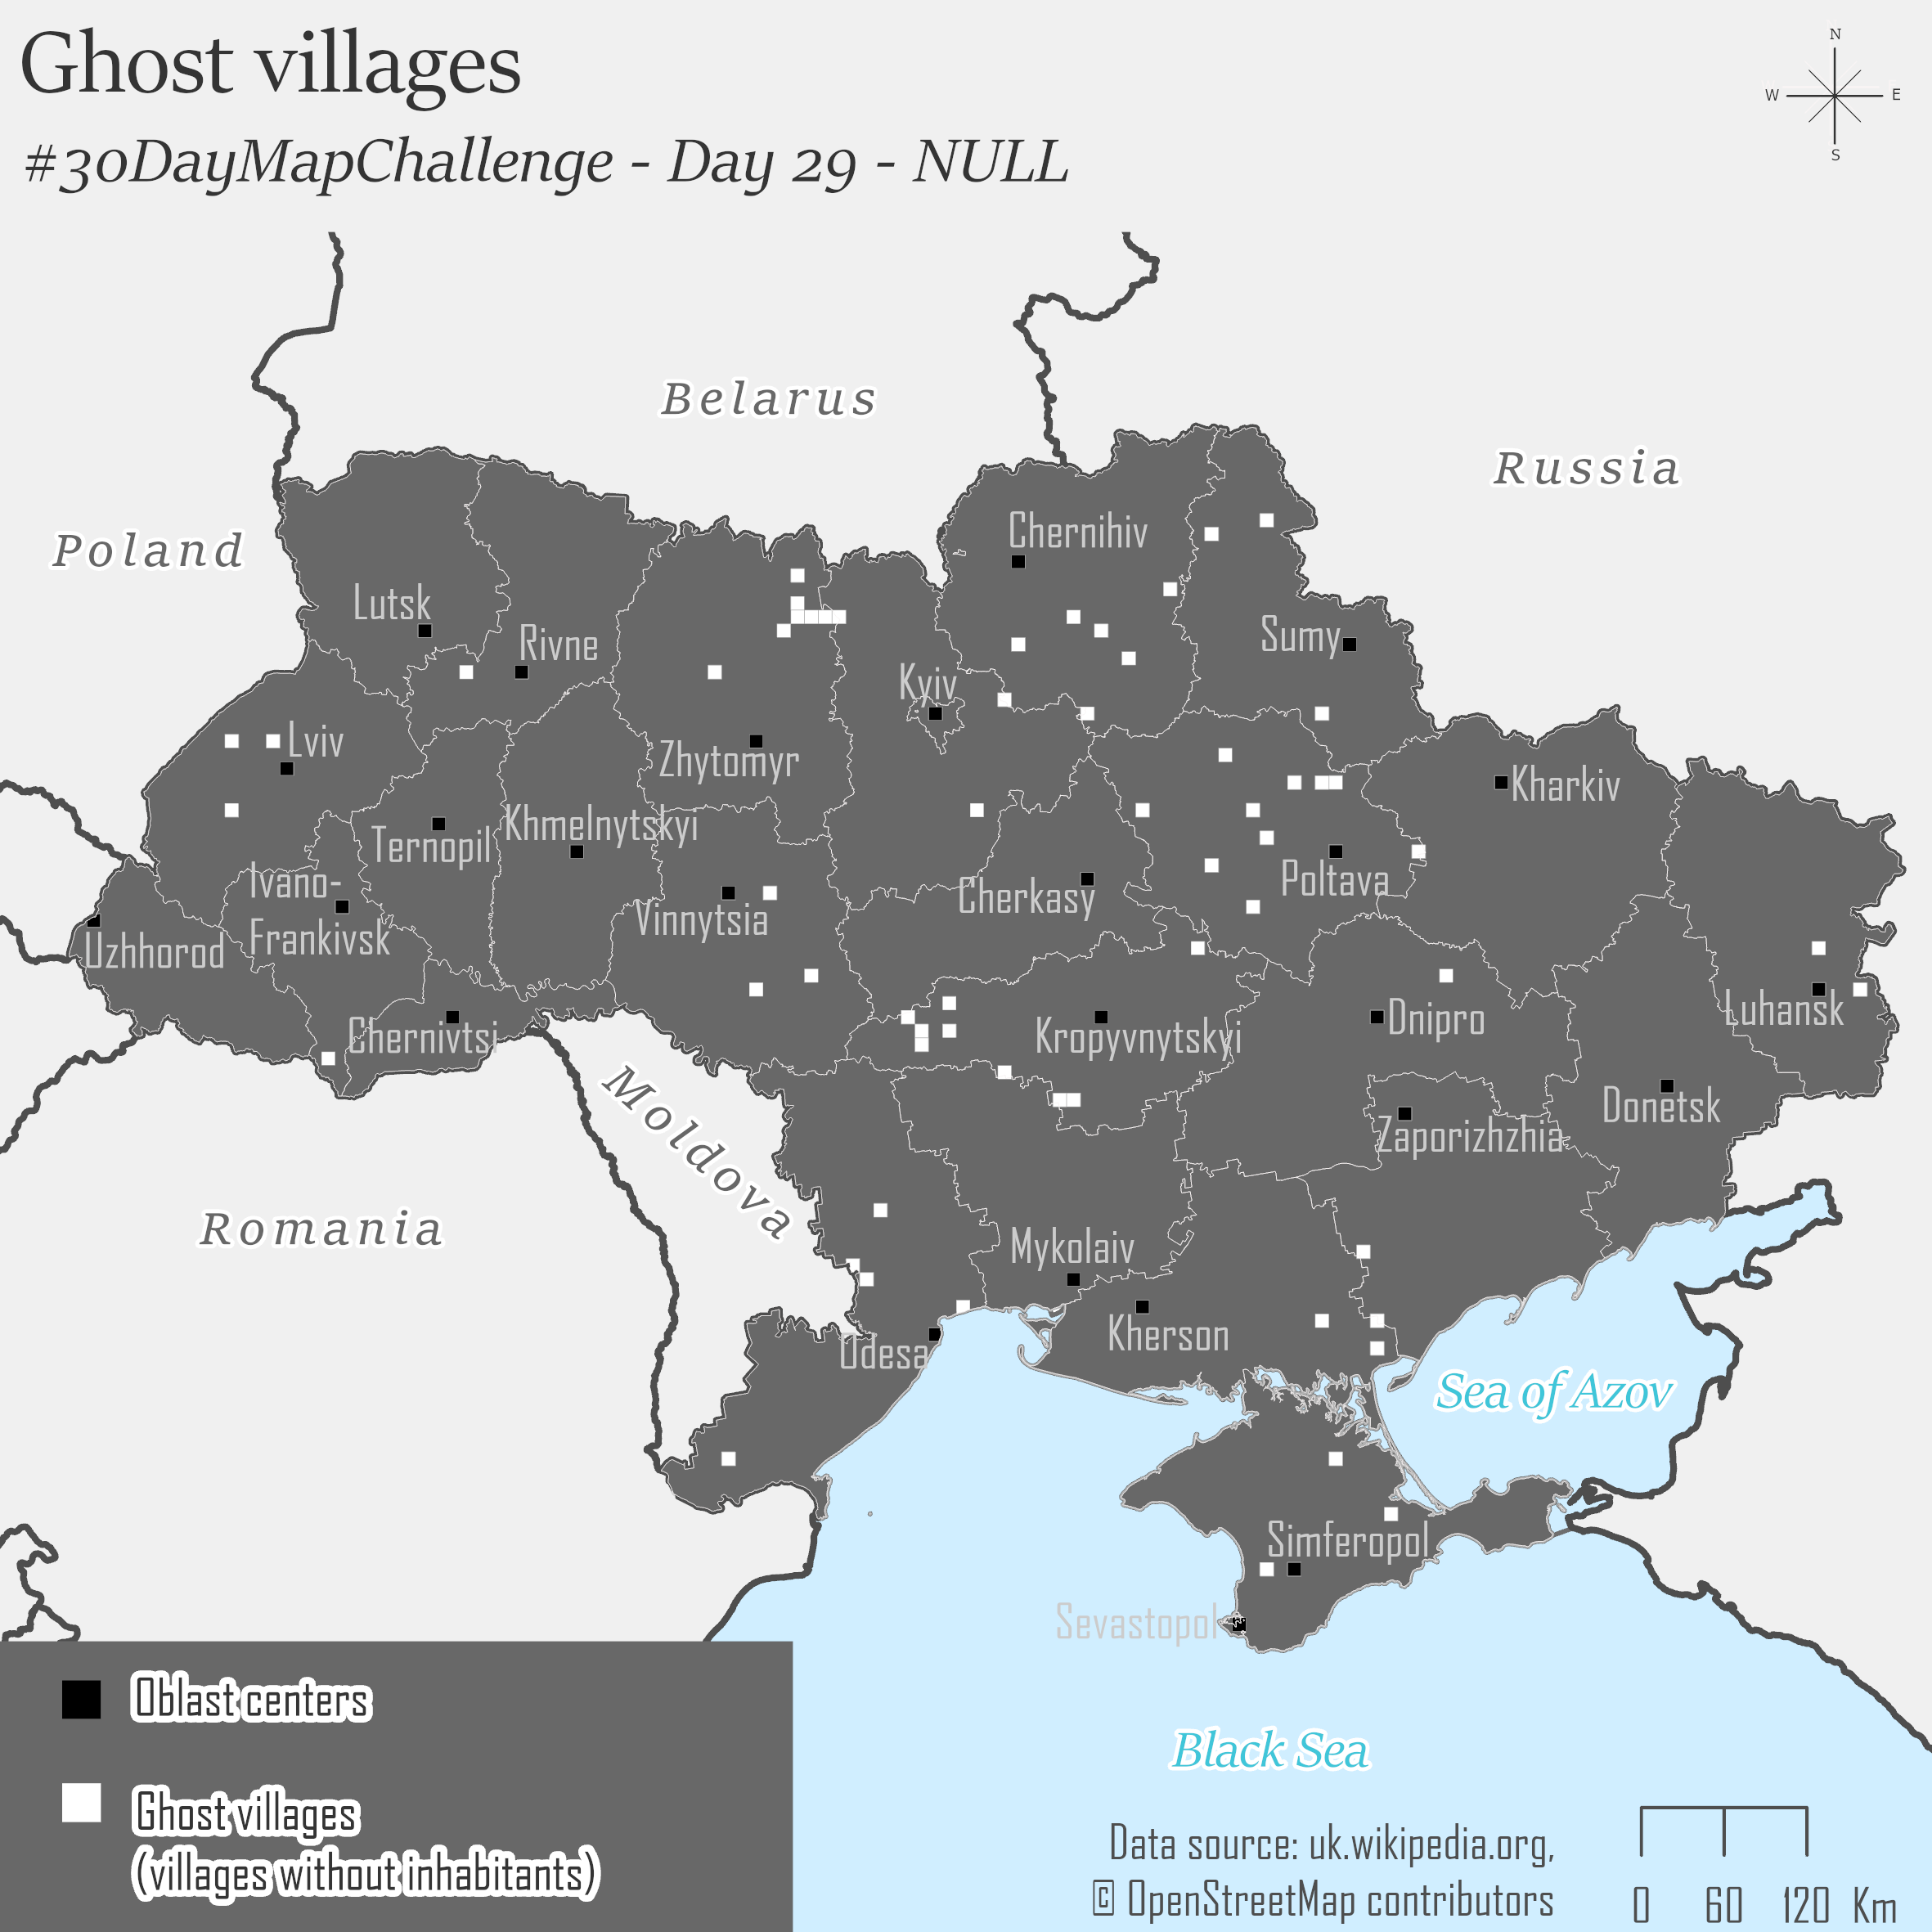 Ghost villages
#30DayMapChallenge - Day 29 - NULL
N
W
E
S
Belarus
Russia
Poland
Chernihiv
Lutsk
Rivne
Sumy
Kyiv
Lviv
Zhytomyr
Kharkiv
Khmelnytskyi
Ternopil
Ivano-
Frankivsk
Cherkasy
Poltava
Vinnytsia
Uzhhorod
Chernivtsi
Kropyvnytskyi
Dnipro
Luhansk
Donetsk
Zaporizhzhia
Moldova
Romania
Mykolaiv
Kherson
Odesa
Sea of Azov
Simferopol
Sevastopol
Oblast centers
Black Sea
Ghost villages
(villages without inhabitants)
Data source: uk.wikipedia.org,
© OpenStreetMap contributors
0 60 120 Km